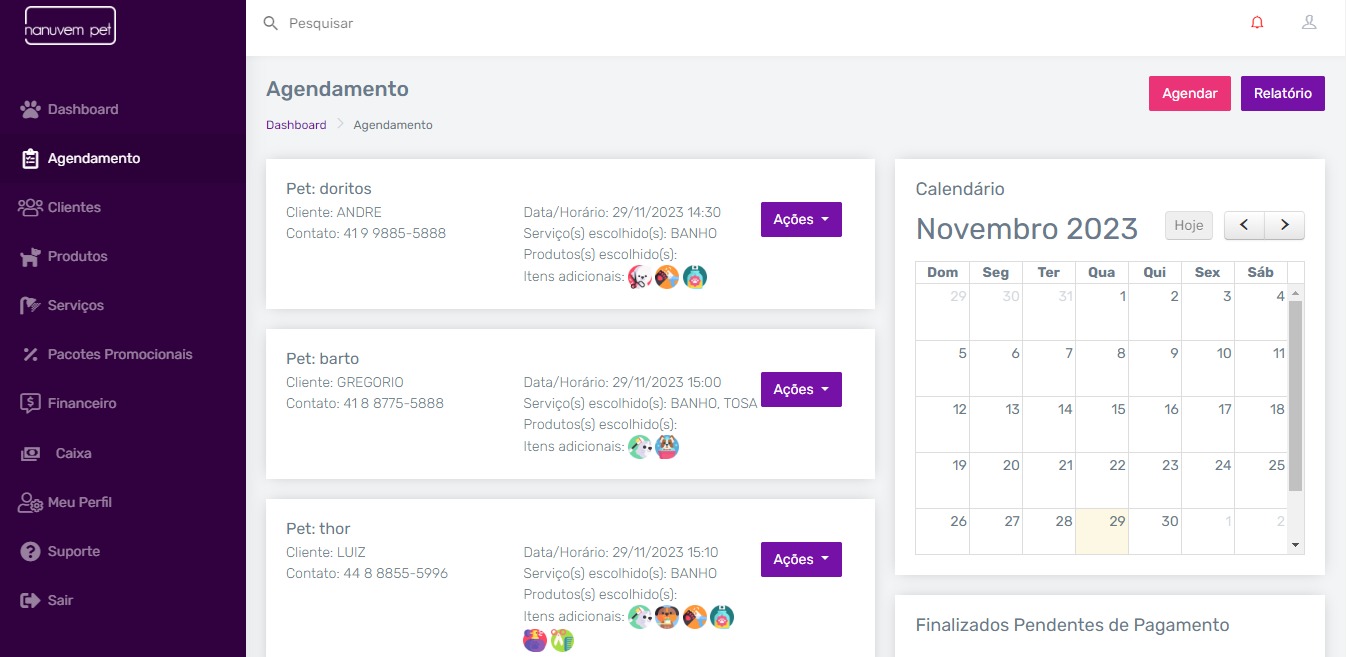 nanuvem pet
Pesquisar
Dashboard
Agendamento
Clientes
Produtos
Serviços
Pacotes Promocionais
Financeiro
Caixa
Meu Perfil
Suporte
Sair
Agendamento
Dashboard > Agendamento
Agendar Relatório
Pet: doritos
Cliente: ANDRE
Contato: 41 9 9885-5888
Data/Horário: 29/11/2023 14:30
Serviço(s) escolhido(s): BANHO
Produtos(s) escolhido(s):
Itens adicionais:
Ações
Pet: barto
Cliente: GREGORIO
Contato: 41 8 8775-5888
Data/Horário: 29/11/2023 15:00
Serviço(s) escolhido(s): BANHO, TOSA
Produtos(s) escolhido(s):
Itens adicionais:
Ações
Pet: thor
Cliente: LUIZ
Contato: 44 8 8855-5996
Data/Horário: 29/11/2023 15:10
Serviço(s) escolhido(s): BANHO
Produtos(s) escolhido(s):
Itens adicionais:
Ações
Calendário
Novembro 2023 Hoje < >
Dom Seg Ter Qua Qui Sex Sáb
29 30 31 1 2 3 4
5 6 7 8 9 10 11
12 13 14 15 16 17 18
19 20 21 22 23 24 25
26 27 28 29 30 1 2
Finalizados Pendentes de Pagamento